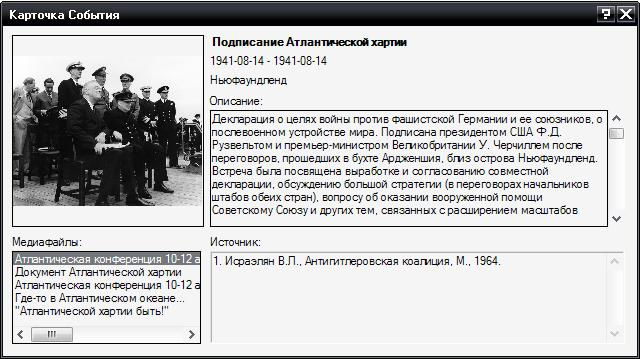 Карточка События
Подписание Атлантической хартии
1941-08-14 - 1941-08-14
Ньюфаундленд
Описание:
Декларация о целях войны против фашистской Германии и ее союзников, о
послевоенном устройстве мира. Подписана президентом США Ф.Д.
Рузвельтом и премьер-министром Великобритании У. Черчиллем после
переговоров, прошедших в бухте Ардженшия, близ острова Ньюфаундленд.
Встреча была посвящена выработке и согласованию совместной
декларации, обсуждению большой стратегии (в переговорах начальников
штабов обеих стран), вопросу об оказании вооруженной помощи
Советскому Союзу и других тем, связанных с расширением масштабов
Медиафайлы:
Атлантическая конференция 10-12 а
Документ Атлантической хартии
Атлантическая конференция 10-12 а
Где-то в Атлантическом океане...
"Атлантической хартии быть!"
Источник:
1. Исраэлян В.Л., Антигитлеровская коалиция, М., 1964.